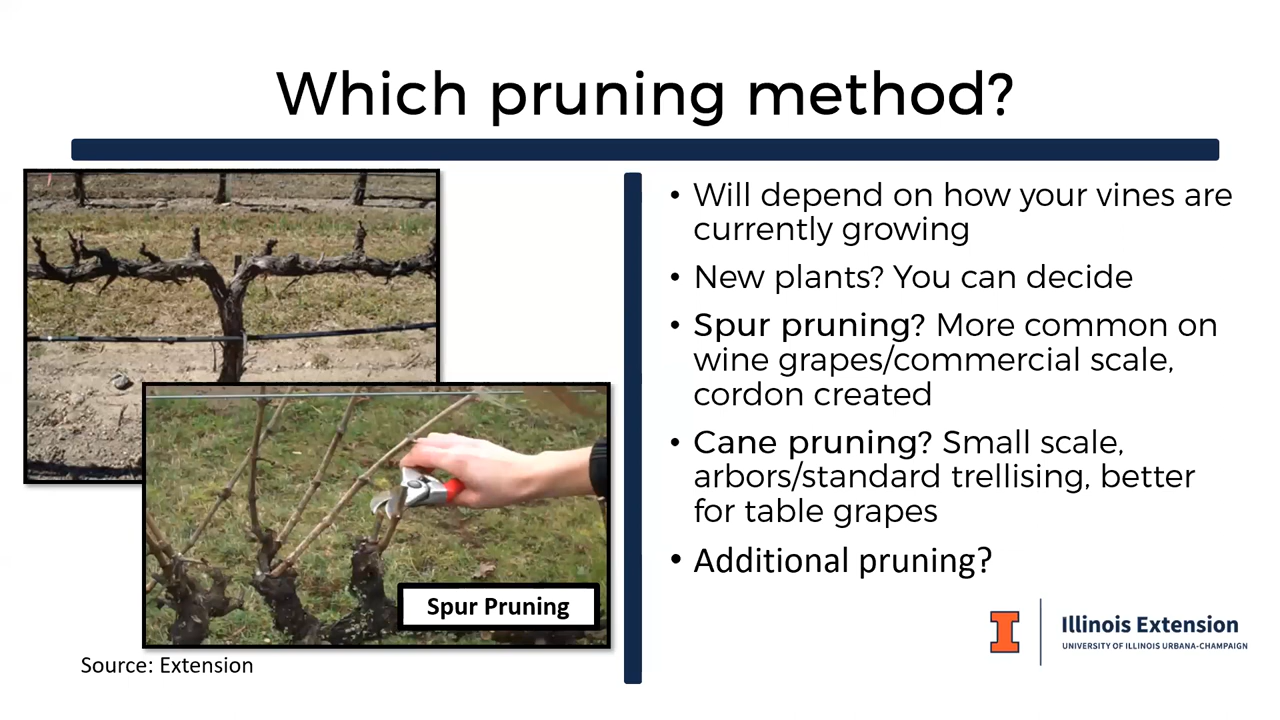 Which pruning method?
• Will depend on how your vines are
currently growing
• New plants? You can decide
• Spur pruning? More common on
wine grapes/commercial scale,
cordon created
• Cane pruning? Small scale,
arbors/standard trellising, better
for table grapes
• Additional pruning?
Spur Pruning
Source: Extension
I
Illinois Extension
UNIVERSITY OF ILLINOIS URBANA-CHAMPAIGN